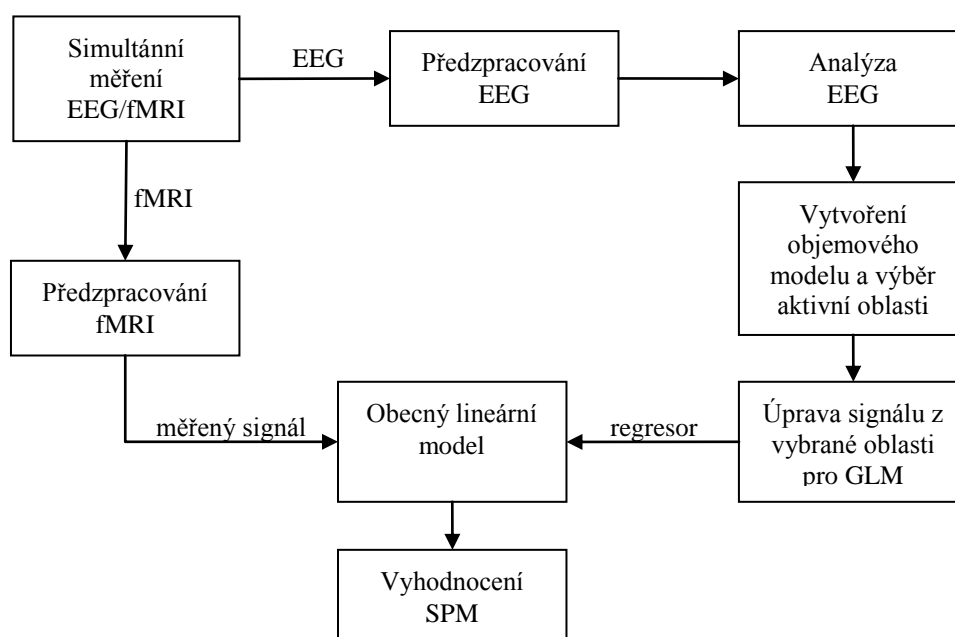 Simultánní
měření
EEG/fMRI
EEG
Předzpracování
EEG
Analýza
EEG
fMRI
Vytvoření
objemového
modelu a výběr
aktivní oblasti
Předzpracování
fMRI
měřený signál
Obecný lineární
model
regresor
Úprava signálu z
vybrané oblasti
pro GLM
Vyhodnocení
SPM